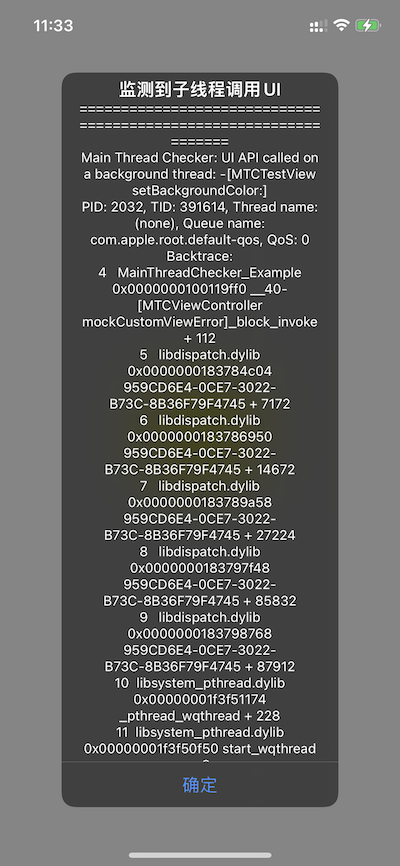 11:33
监测到子线程调用UI
=============================
=============================
=======
Main Thread Checker: UI API called on
a background thread: -[MTCTestView
setBackgroundColor:]
PID: 2032, TID: 391614, Thread name:
(none), Queue name:
com.apple.root.default-qos, QoS: 0
Backtrace:
4 MainThreadChecker_Example
0x0000000100119ff0 __40-
[MTCViewController
mockCustomViewError]_block_invoke
+ 112
5 libdispatch.dylib
0x0000000183784c04
959CD6E4-0CE7-3022-
B73C-8B36F79F4745 + 7172
6 libdispatch.dylib
0x0000000183786950
959CD6E4-0CE7-3022-
B73C-8B36F79F4745 + 14672
7 libdispatch.dylib
0x0000000183789a58
959CD6E4-0CE7-3022-
B73C-8B36F79F4745 + 27224
8 libdispatch.dylib
0x0000000183797f48
959CD6E4-0CE7-3022-
B73C-8B36F79F4745 + 85832
9 libdispatch.dylib
0x0000000183798768
959CD6E4-0CE7-3022-
B73C-8B36F79F4745 + 87912
10 libsystem_pthread.dylib
0x00000001f3f51174
_pthread_wqthread + 228
11 libsystem_pthread.dylib
0x00000001f3f50f50 start_wqthread
确定